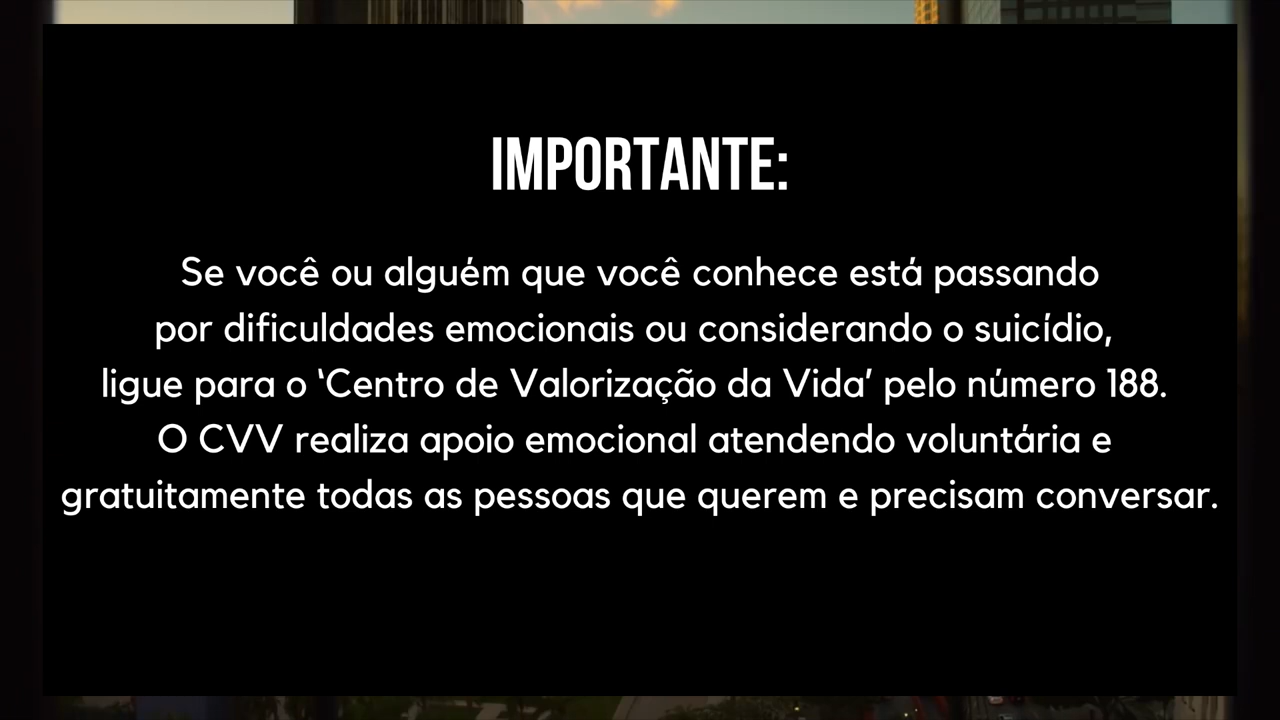 IMPORTANTE:
Se você ou alguém que você conhece está passando
por dificuldades emocionais ou considerando o suicídio,
ligue para o ‘Centro de Valorização da Vida’ pelo número 188.
O CVV realiza apoio emocional atendendo voluntária e
gratuitamente todas as pessoas que querem e precisam conversar.